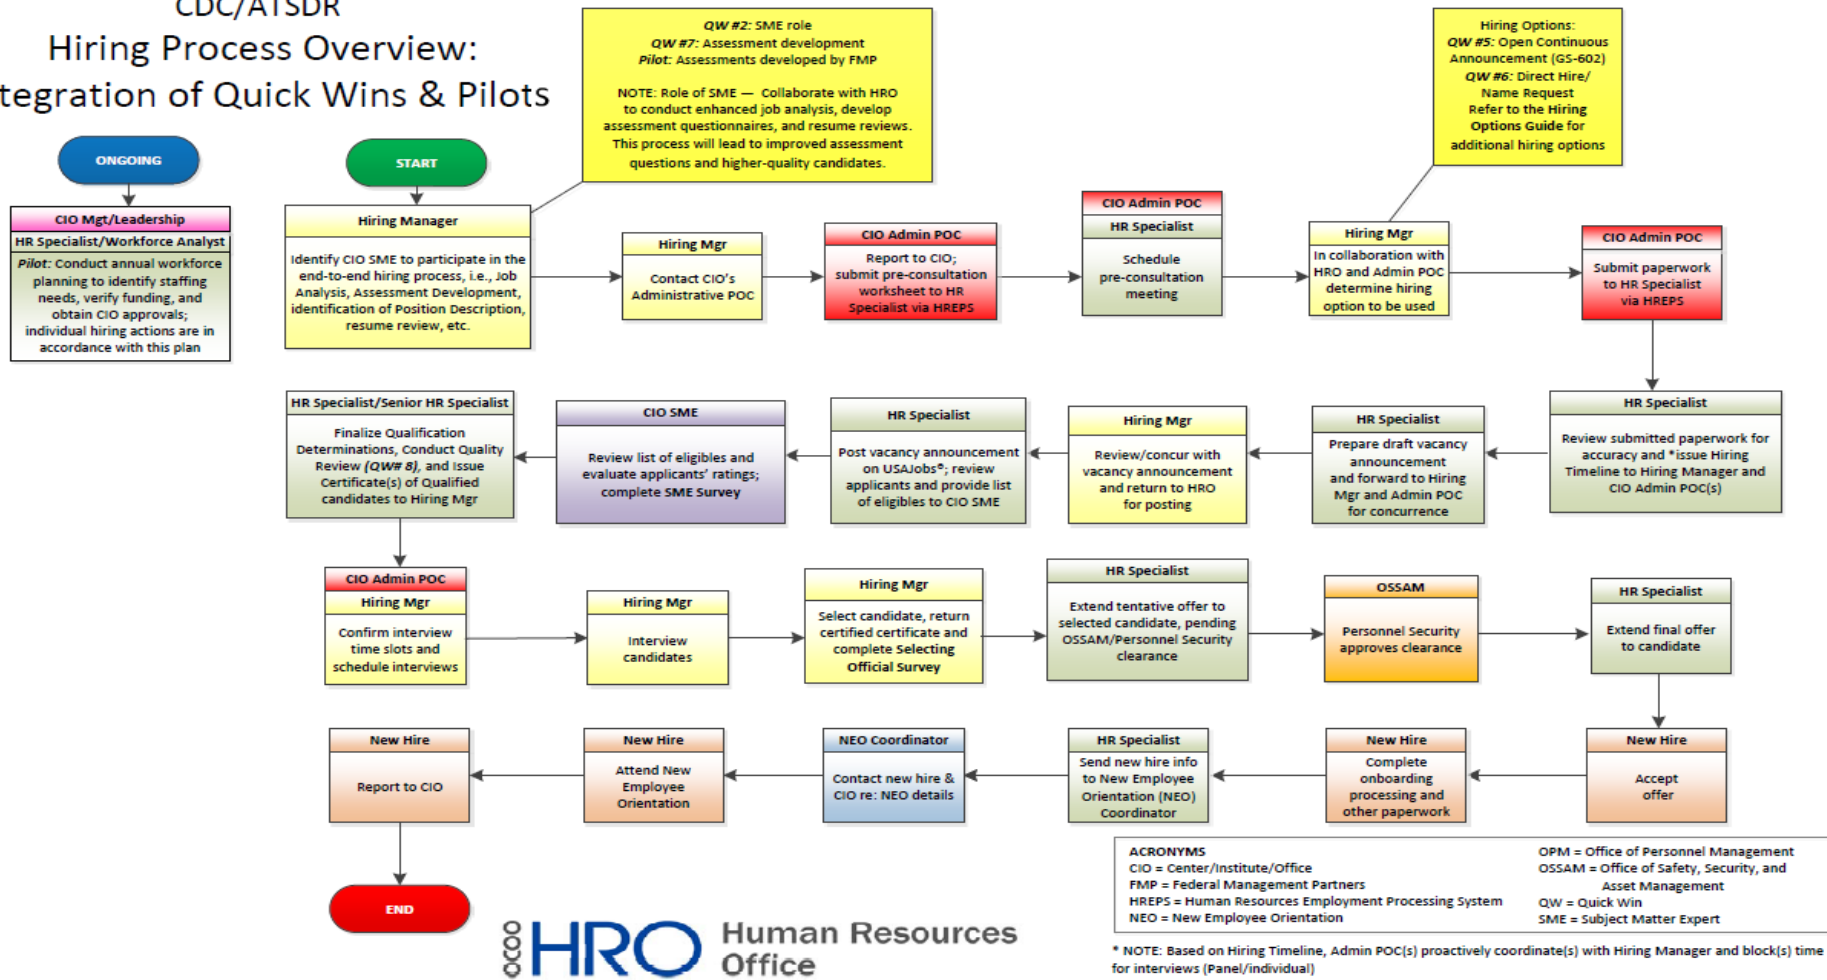 CDC/ATSDR
Hiring Process Overview:
tegration of Quick Wins & Pilots
QW #2: SME role
QW #7: Assessment development
Pilot: Assessments developed by FMP
NOTE: Role of SME — Collaborate with HRO
to conduct enhanced job analysis, develop
assessment questionnaires, and resume reviews.
This process will lead to improved assessment
questions and higher-quality candidates.
Hiring Options:
QW #5: Open Continuous
Announcement (GS-602)
QW #6: Direct Hire/
Name Request
Refer to the Hiring
Options Guide for
additional hiring options
ONGOING
START
CIO Mgt/Leadership
HR Specialist/Workforce Analyst
Pilot: Conduct annual workforce
planning to identify staffing
needs, verify funding, and
obtain CIO approvals;
individual hiring actions are in
accordance with this plan
Hiring Manager
Identify CIO SME to participate in the
end-to-end hiring process, i.e., Job
Analysis, Assessment Development,
identification of Position Description,
resume review, etc.
Hiring Mgr
Contact CIO's
Administrative POC
CIO Admin POC
Report to CIO;
submit pre-consultation
worksheet to HR
Specialist via HREPS
CIO Admin POC
HR Specialist
Schedule
pre-consultation
meeting
Hiring Mgr
In collaboration with
HRO and Admin POC
determine hiring
option to be used
CIO Admin POC
Submit paperwork
to HR Specialist
via HREPS
HR Specialist/Senior HR Specialist
Finalize Qualification
Determinations, Conduct Quality
Review (QW# 8), and Issue
Certificate(s) of Qualified
candidates to Hiring Mgr
CIO SME
Review list of eligibles and
evaluate applicants' ratings;
complete SME Survey
HR Specialist
Post vacancy announcement
on USAJobs®; review
applicants and provide list
of eligibles to CIO SME
Hiring Mgr
Review/concur with
vacancy announcement
and return to HRO
for posting
HR Specialist
Prepare draft vacancy
announcement
and forward to Hiring
Mgr and Admin POC
for concurrence
HR Specialist
Review submitted paperwork for
accuracy and *issue Hiring
Timeline to Hiring Manager and
CIO Admin POC(s)
CIO Admin POC
Hiring Mgr
Confirm interview
time slots and
schedule interviews
Hiring Mgr
Interview
candidates
Hiring Mgr
Select candidate, return
certified certificate and
complete Selecting
Official Survey
HR Specialist
Extend tentative offer to
selected candidate, pending
OSSAM/Personnel Security
clearance
OSSAM
Personnel Security
approves clearance
HR Specialist
Extend final offer
to candidate
New Hire
Report to CIO
New Hire
Attend New
Employee
Orientation
NEO Coordinator
Contact new hire &
CIO re: NEO details
HR Specialist
Send new hire info
to New Employee
Orientation (NEO)
Coordinator
New Hire
Complete
onboarding
processing and
other paperwork
New Hire
Accept
offer
END
HRO Human Resources
Office
ACRONYMS
CIO = Center/Institute/Office
FMP = Federal Management Partners
HREPS = Human Resources Employment Processing System
NEO = New Employee Orientation
OPM = Office of Personnel Management
OSSAM = Office of Safety, Security, and
Asset Management
QW = Quick Win
SME = Subject Matter Expert
* NOTE: Based on Hiring Timeline, Admin POC(s) proactively coordinate(s) with Hiring Manager and block(s) time
for interviews (Panel/individual)